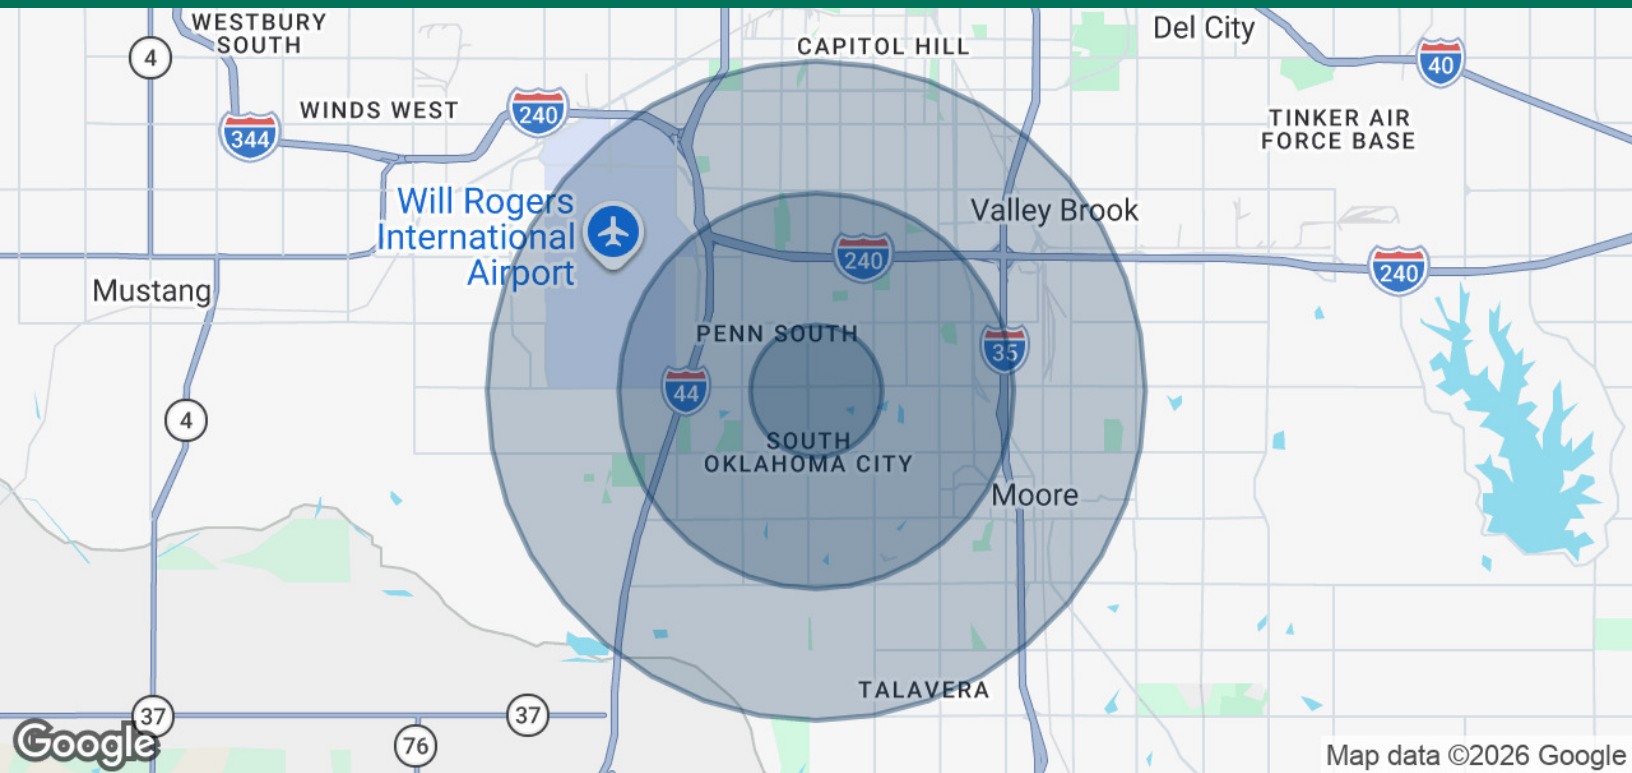 WESTBURY
SOUTH
4
CAPITOL HILL
Del City
40
WINDS WEST
240
344
TINKER AIR
FORCE BASE
Will Rogers
International
Airport
Valley Brook
240
240
Mustang
PENN SOUTH
35
44
4
SOUTH
OKLAHOMA CITY
Moore
TALAVERA
37
37
76
Google
Map data ©2026 Google